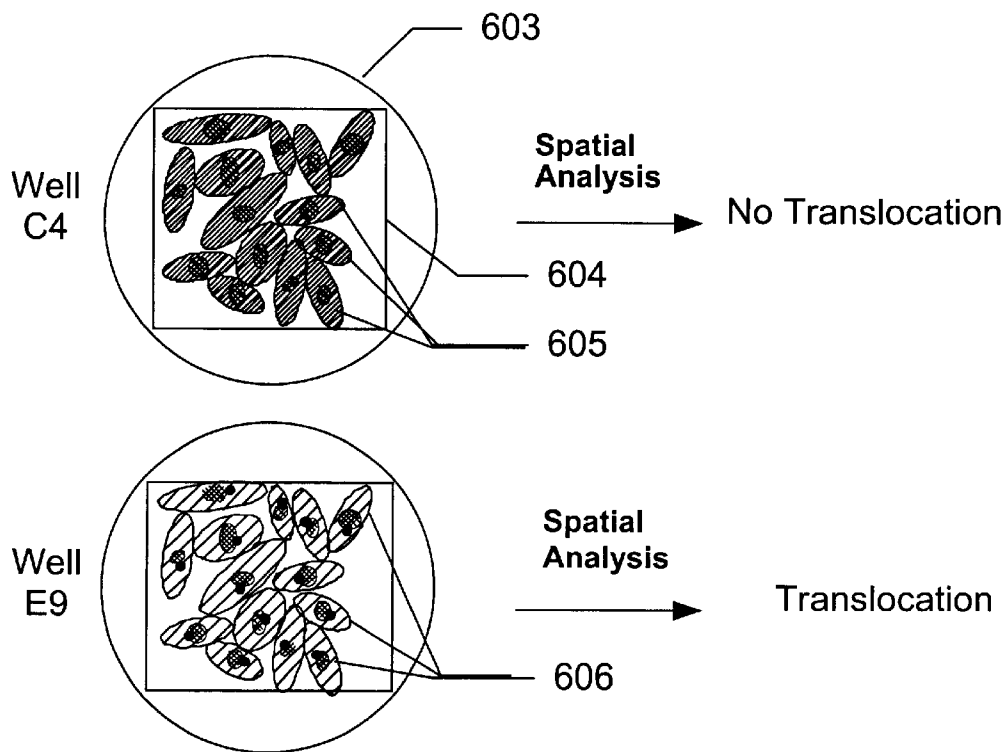 603
Well
C4
Spatial
Analysis
No Translocation
604
605
Well
E9
Spatial
Analysis
Translocation
606